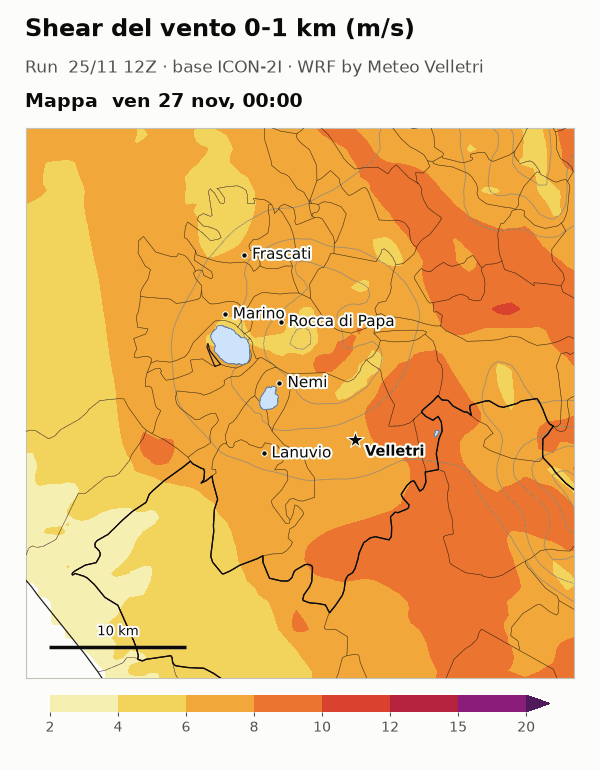 Shear del vento 0-1 km (m/s)
Run  25/11 12Z · base ICON-2I · WRF by Meteo Velletri
Mappa  ven 27 nov, 00:00
Frascati
Marino
Rocca di Papa
Nemi
Velletri
Lanuvio
10 km
2 4 6 8 10 12 15 20